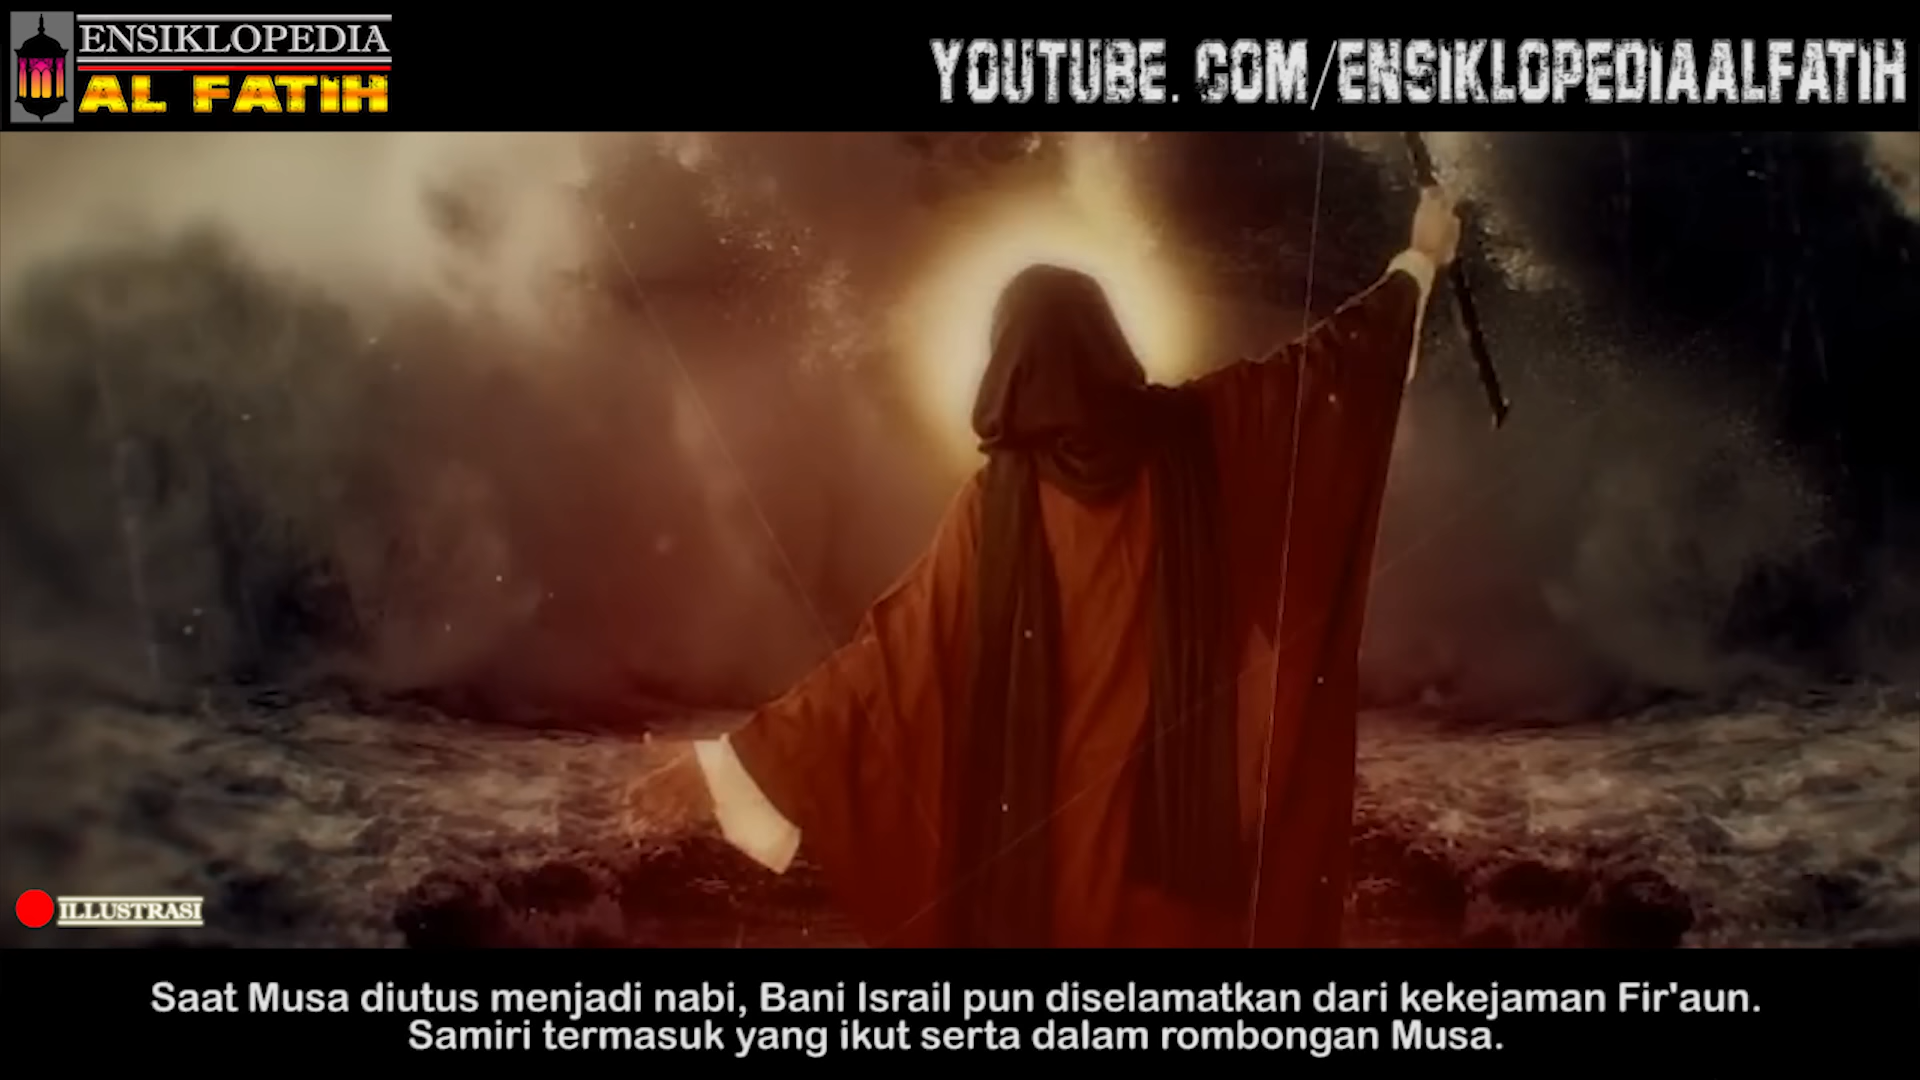 ENSIKLOPEDIA
AL FATIH
YOUTUBE. COM/ENSIKLOPEDIAALFATIH
ILLUSTRASI
Saat Musa diutus menjadi nabi, Bani Israil pun diselamatkan dari kekejaman Fir'aun.
Samiri termasuk yang ikut serta dalam rombongan Musa.